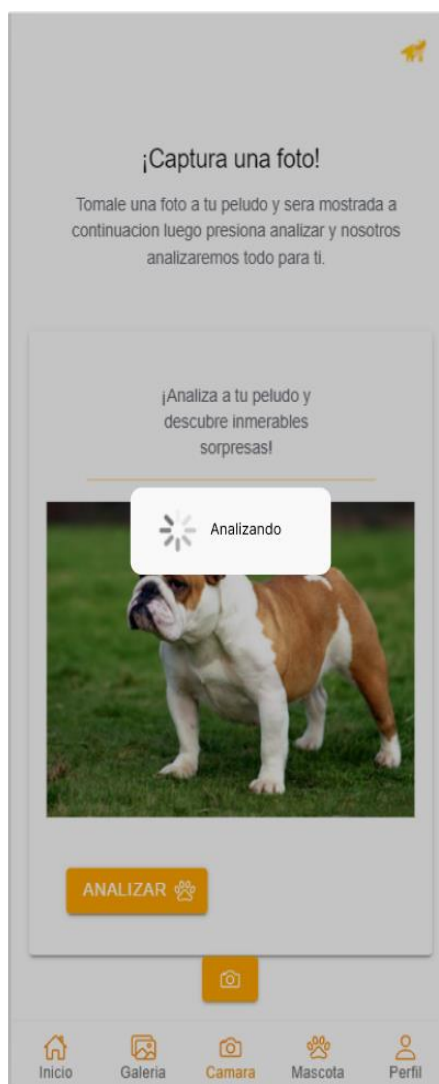 ¡Captura una foto!
Tomale una foto a tu peludo y sera mostrada a
continuacion luego presiona analizar y nosotros
analizaremos todo para ti.
¡Analiza a tu peludo y
descubre inmerables
sorpresas!
Analizando
ANALIZAR
Inicio Galeria Camara Mascota Perfil